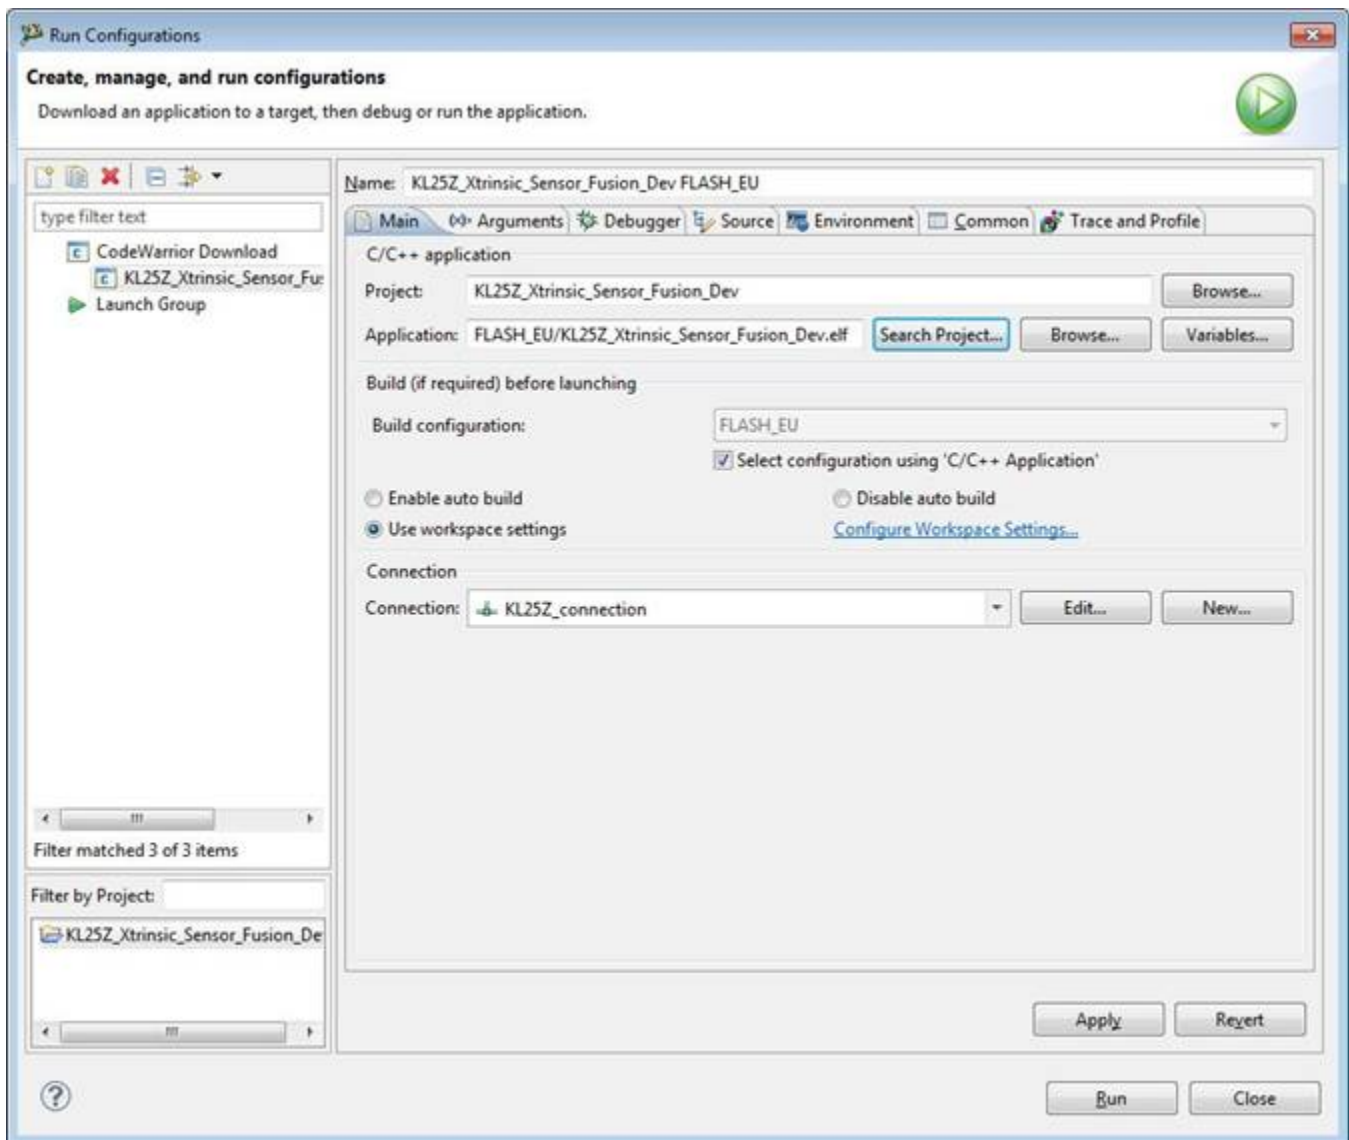 Run Configurations
Create, manage, and run configurations
Download an application to a target, then debug or run the application.
type filter text
CodeWarrior Download
KL25Z_Xtrinsic_Sensor_Fu
Launch Group
Filter matched 3 of 3 items
Filter by Project:
KL25Z_Xtrinsic_Sensor_Fusion_De
Name: KL25Z_Xtrinsic_Sensor_Fusion_Dev FLASH_EU
Main Arguments Debugger Source Environment Common Trace and Profile
C/C++ application
Project: KL25Z_Xtrinsic_Sensor_Fusion_Dev Browse...
Application: FLASH_EU/KL25Z_Xtrinsic_Sensor_Fusion_Dev.elf Search Project... Browse... Variables...
Build (if required) before launching
Build configuration: FLASH_EU
Select configuration using 'C/C++ Application'
Enable auto build Disable auto build
Use workspace settings Configure Workspace Settings...
Connection
Connection: KL25Z_connection Edit... New...
Apply Revert
? Run Close